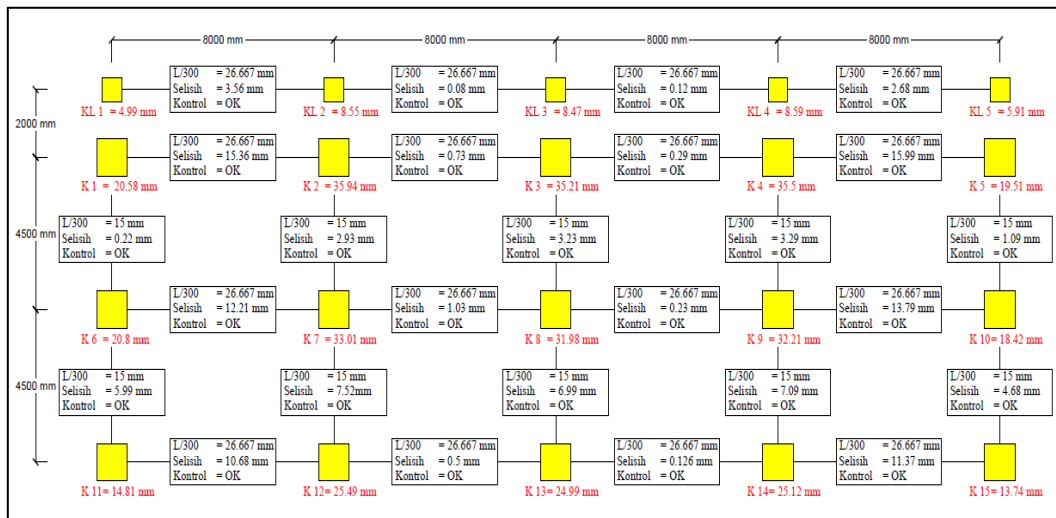 8000 mm
8000 mm
8000 mm
8000 mm
L/300 = 26.667 mm
Selisih = 3.56 mm
Kontrol = OK
L/300 = 26.667 mm
Selisih = 0.08 mm
Kontrol = OK
L/300 = 26.667 mm
Selisih = 0.12 mm
Kontrol = OK
L/300 = 26.667 mm
Selisih = 2.68 mm
Kontrol = OK
KL 1 = 4.99 mm
KL 2 = 8.55 mm
KL 3 = 8.47 mm
KL 4 = 8.59 mm
KL 5 = 5.91 mm
2000 mm
L/300 = 26.667 mm
Selisih = 15.36 mm
Kontrol = OK
L/300 = 26.667 mm
Selisih = 0.73 mm
Kontrol = OK
L/300 = 26.667 mm
Selisih = 0.29 mm
Kontrol = OK
L/300 = 26.667 mm
Selisih = 15.99 mm
Kontrol = OK
K 1 = 20.58 mm
K 2 = 35.94 mm
K 3 = 35.21 mm
K 4 = 35.5 mm
K 5 = 19.51 mm
4500 mm
L/300 = 15 mm
Selisih = 0.22 mm
Kontrol = OK
L/300 = 15 mm
Selisih = 2.93 mm
Kontrol = OK
L/300 = 15 mm
Selisih = 3.23 mm
Kontrol = OK
L/300 = 15 mm
Selisih = 3.29 mm
Kontrol = OK
L/300 = 15 mm
Selisih = 1.09 mm
Kontrol = OK
L/300 = 26.667 mm
Selisih = 12.21 mm
Kontrol = OK
L/300 = 26.667 mm
Selisih = 1.03 mm
Kontrol = OK
L/300 = 26.667 mm
Selisih = 0.23 mm
Kontrol = OK
L/300 = 26.667 mm
Selisih = 13.79 mm
Kontrol = OK
K 6 = 20.8 mm
K 7 = 33.01 mm
K 8 = 31.98 mm
K 9 = 32.21 mm
K 10= 18.42 mm
4500 mm
L/300 = 15 mm
Selisih = 5.99 mm
Kontrol = OK
L/300 = 15 mm
Selisih = 7.52mm
Kontrol = OK
L/300 = 15 mm
Selisih = 6.99 mm
Kontrol = OK
L/300 = 15 mm
Selisih = 7.09 mm
Kontrol = OK
L/300 = 15 mm
Selisih = 4.68 mm
Kontrol = OK
L/300 = 26.667 mm
Selisih = 10.68 mm
Kontrol = OK
L/300 = 26.667 mm
Selisih = 0.5 mm
Kontrol = OK
L/300 = 26.667 mm
Selisih = 0.126 mm
Kontrol = OK
L/300 = 26.667 mm
Selisih = 11.37 mm
Kontrol = OK
K 11= 14.81 mm
K 12= 25.49 mm
K 13= 24.99 mm
K 14= 25.12 mm
K 15= 13.74 mm